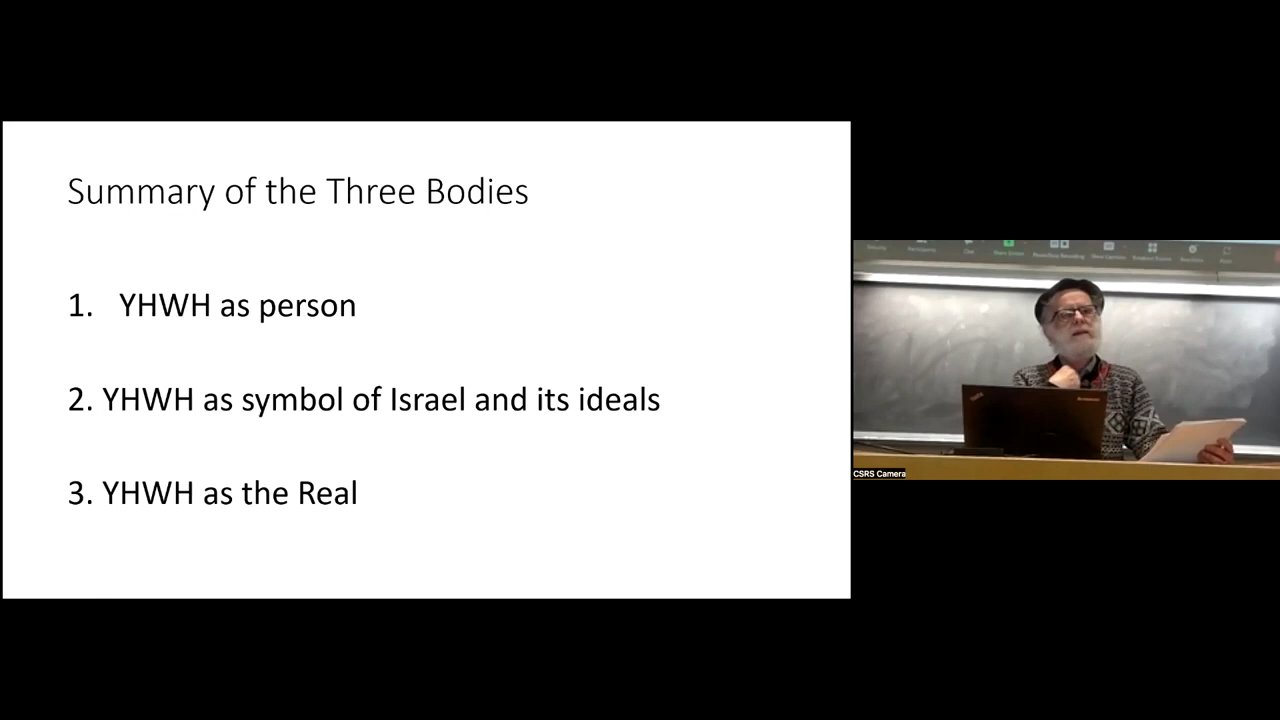 Summary of the Three Bodies
1. YHWH as person
2. YHWH as symbol of Israel and its ideals
3. YHWH as the Real
CSRS Camera